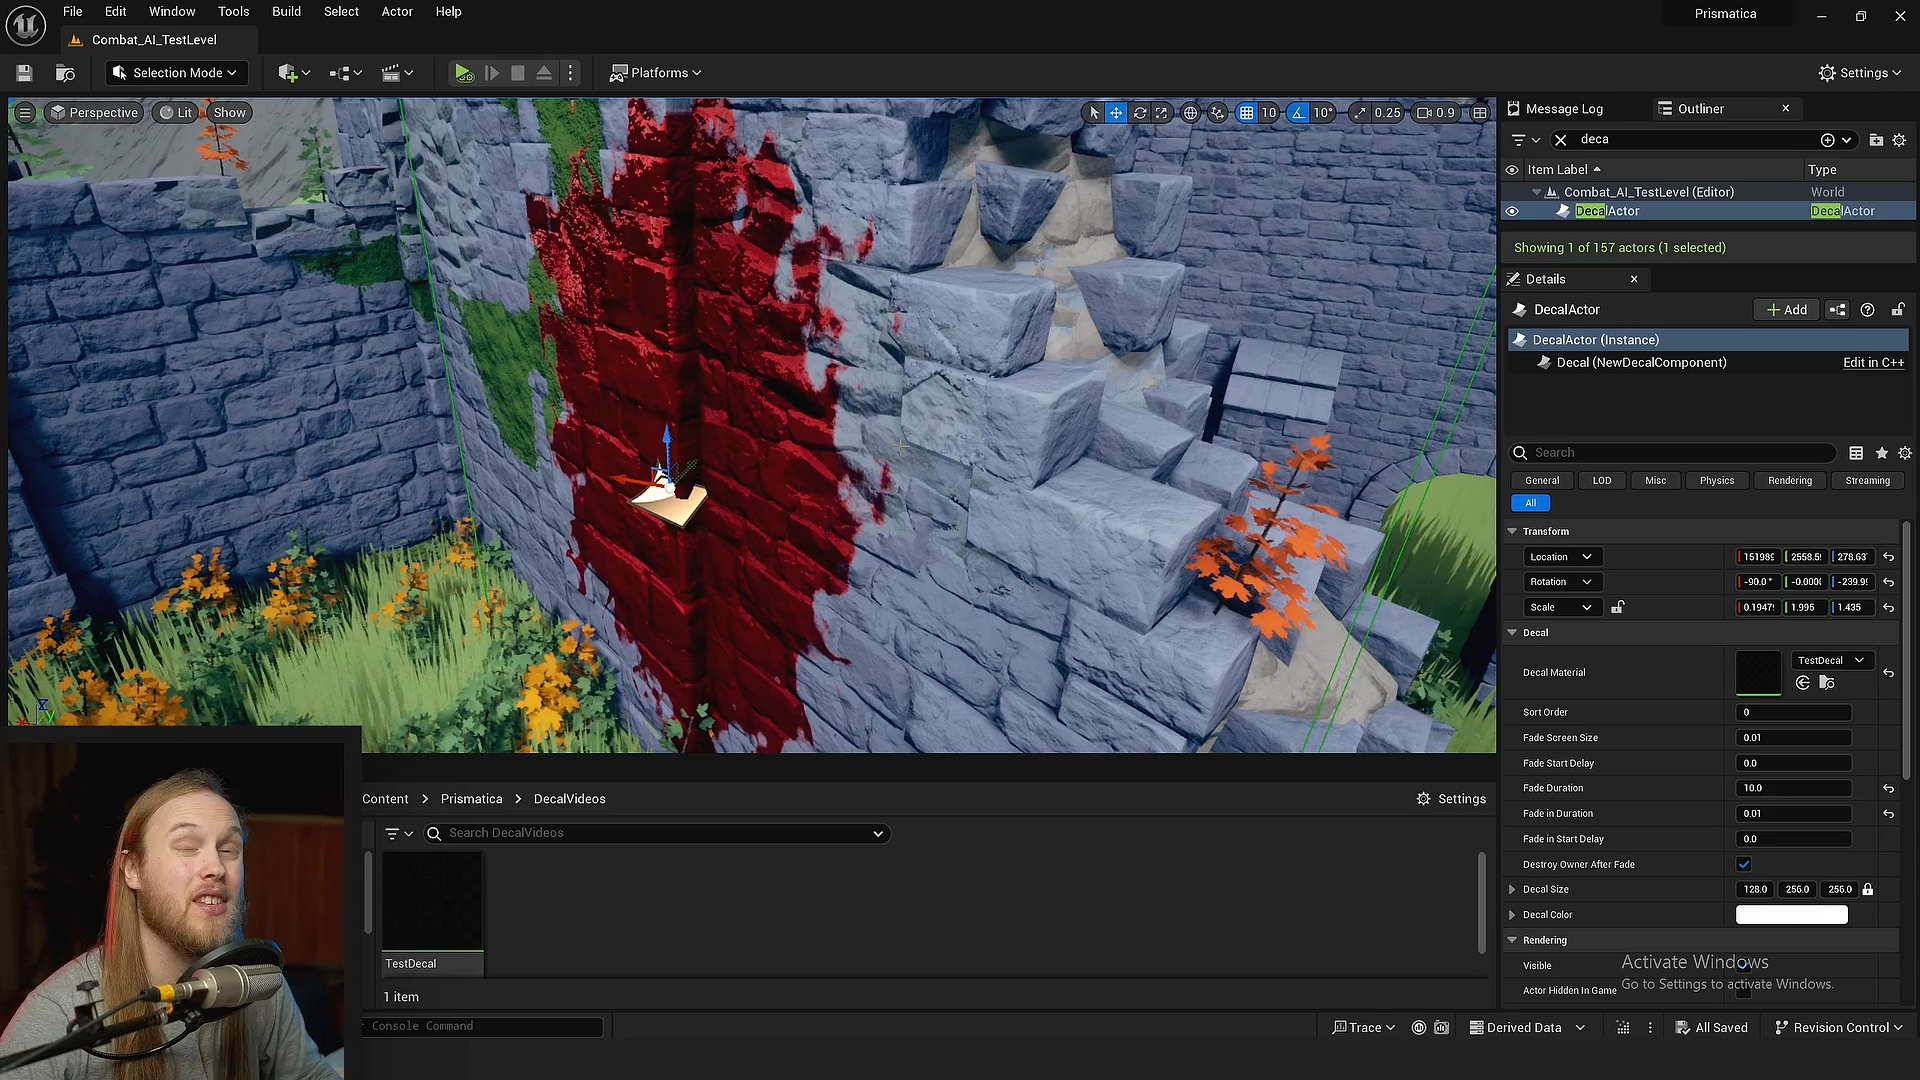 File Edit Window Tools Build Select Actor Help
Prismatica
Combat_AI_TestLevel
Selection Mode
Platforms
Settings
Perspective Lit Show
10 10° 0.25 0.9
Message Log
Outliner
deca
Item Label Type
Combat_AI_TestLevel (Editor) World
DecalActor DecalActor
Showing 1 of 157 actors (1 selected)
Details
DecalActor
Add
DecalActor (Instance)
Decal (NewDecalComponent) Edit in C++
Search
General LOD Misc Physics Rendering Streaming
All
Transform
Location 151989 2558.5 278.63
Rotation -90.0° -0.000 -239.9
Scale 0.1947 1.995 1.435
Decal
Decal Material TestDecal
Sort Order 0
Fade Screen Size 0.01
Fade Start Delay 0.0
Fade Duration 10.0
Fade in Duration 0.01
Fade in Start Delay 0.0
Destroy Owner After Fade
Decal Size 128.0 256.0 256.0
Decal Color
Rendering
Visible
Actor Hidden In Game
Activate Windows
Go to Settings to activate Windows.
Content > Prismatica > DecalVideos
Settings
Search DecalVideos
TestDecal
1 item
Console Command
Trace
Derived Data
All Saved
Revision Control